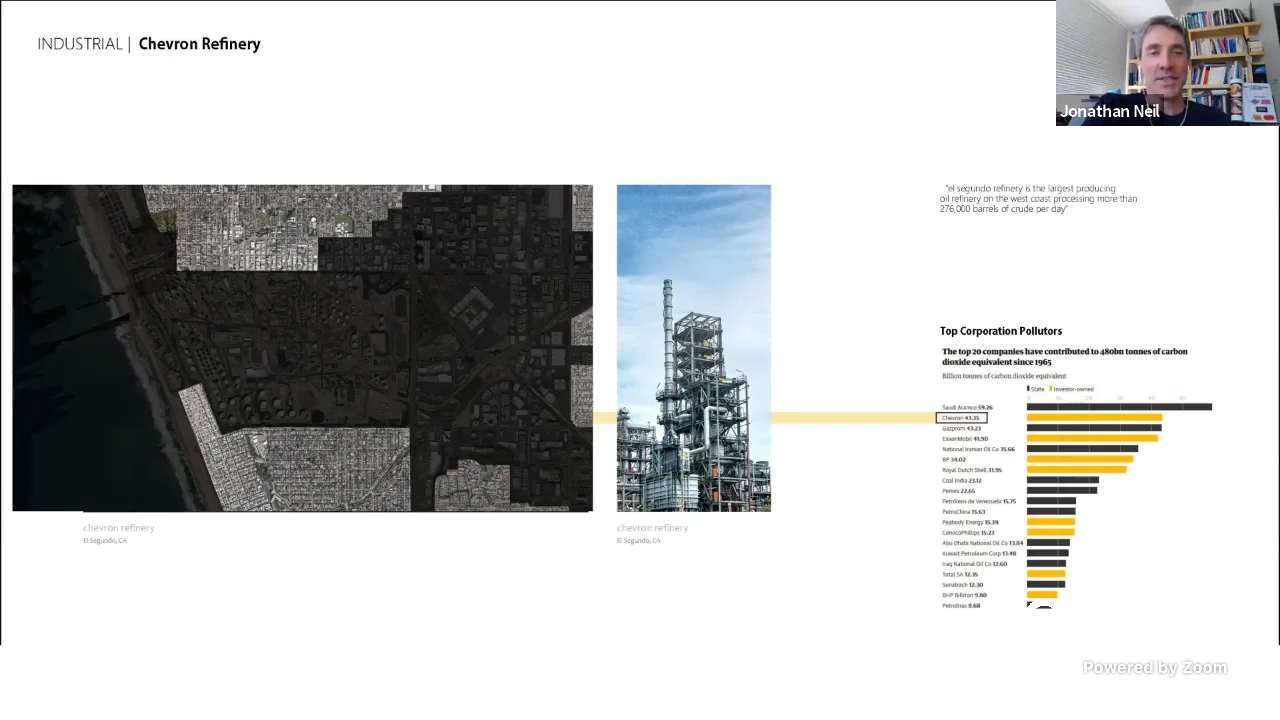 INDUSTRIAL | Chevron Refinery
Jonathan Neil
"el segundo refinery is the largest producing
oil refinery on the west coast processing more than
276,000 barrels of crude per day"
Top Corporation Pollutors
The top 20 companies have contributed to 480bn tonnes of carbon
dioxide equivalent since 1965
Billion tonnes of carbon dioxide equivalent
State Investor-owned
Saudi Aramco 59.26
Chevron 43.35
Gazprom 43.23
ExxonMobil 41.90
National Iranian Oil Co 35.66
BP 34.02
Royal Dutch Shell 31.95
Coal India 23.12
Pemex 22.65
Petróleos de Venezuela 15.75
PetroChina 15.63
Peabody Energy 15.39
ConocoPhillips 15.23
Abu Dhabi National Oil Co 13.84
Kuwait Petroleum Corp 13.48
Iraq National Oil Co 12.60
Total SA 12.35
Sonatrach 12.30
BHP Billiton 9.80
Petrobras 8.68
chevron refinery
El Segundo, CA
chevron refinery
El Segundo, CA
Powered by Zoom